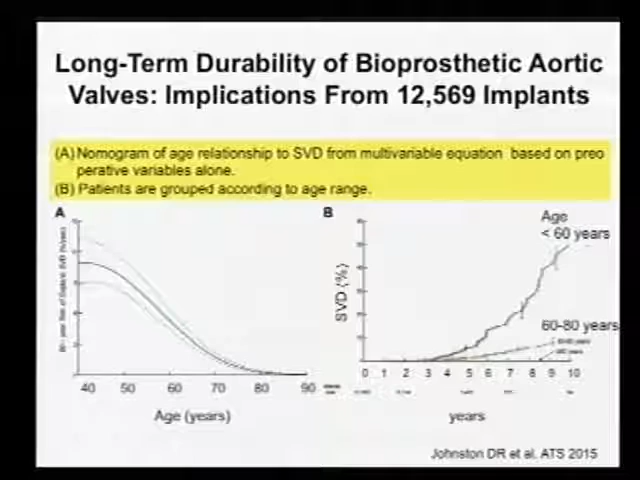 Long-Term Durability of Bioprosthetic Aortic
Valves: Implications From 12,569 Implants
(A) Nomogram of age relationship to SVD from multivariable equation based on preo
perative variables alone.
(B) Patients are grouped according to age range.
A
B
Age
< 60 years
60-80 years
SVD (%)
40 50 60 70 80 90
0 1 2 3 4 5 6 7 8 9 10
Age (years)
years
Johnston DR et al. ATS 2015